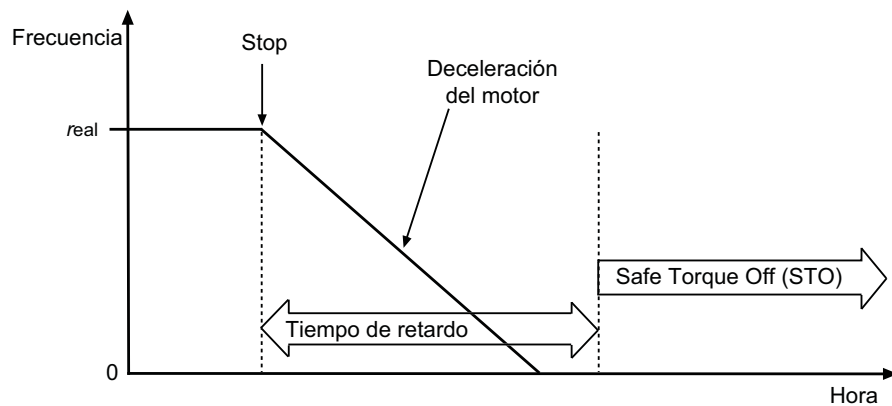 Frecuencia
Stop
Deceleración
del motor
real
Safe Torque Off (STO)
Tiempo de retardo
0
Hora